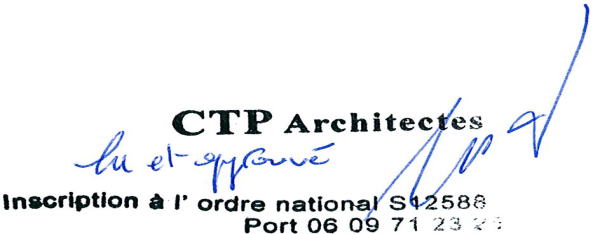 CTP Architectes
lu et approuvé
Inscription à l' ordre national S12588
Port 06 09 71 23